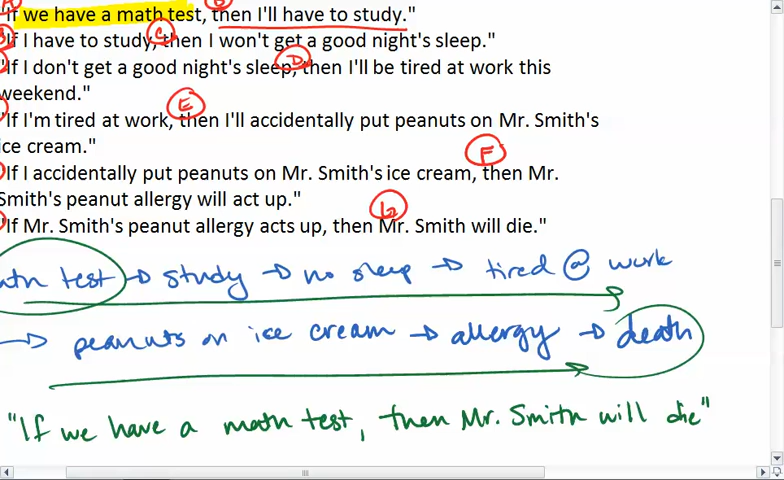 "If we have a math test, then I'll have to study."
If I have to study, then I won't get a good night's sleep."
If I don't get a good night's sleep, then I'll be tired at work this
weekend."
"If I'm tired at work, then I'll accidentally put peanuts on Mr. Smith's
ice cream."
If I accidentally put peanuts on Mr. Smith's ice cream, then Mr.
Smith's peanut allergy will act up."
"If Mr. Smith's peanut allergy acts up, then Mr. Smith will die."
C
D
E
F
G
ath test → study → no sleep → tired @ work
→ peanuts on ice cream → allergy → death
"If we have a math test, then Mr. Smith will die"